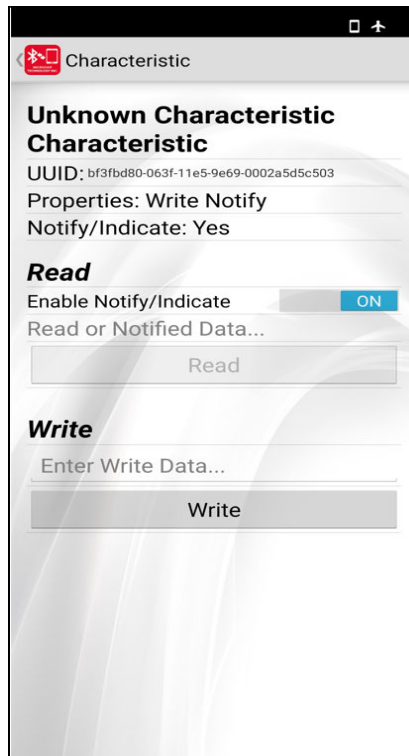 Characteristic
Unknown Characteristic
Characteristic
UUID: bf3fbd80-063f-11e5-9e69-0002a5d5c503
Properties: Write Notify
Notify/Indicate: Yes
Read
Enable Notify/Indicate ON
Read or Notified Data...
Read
Write
Enter Write Data...
Write